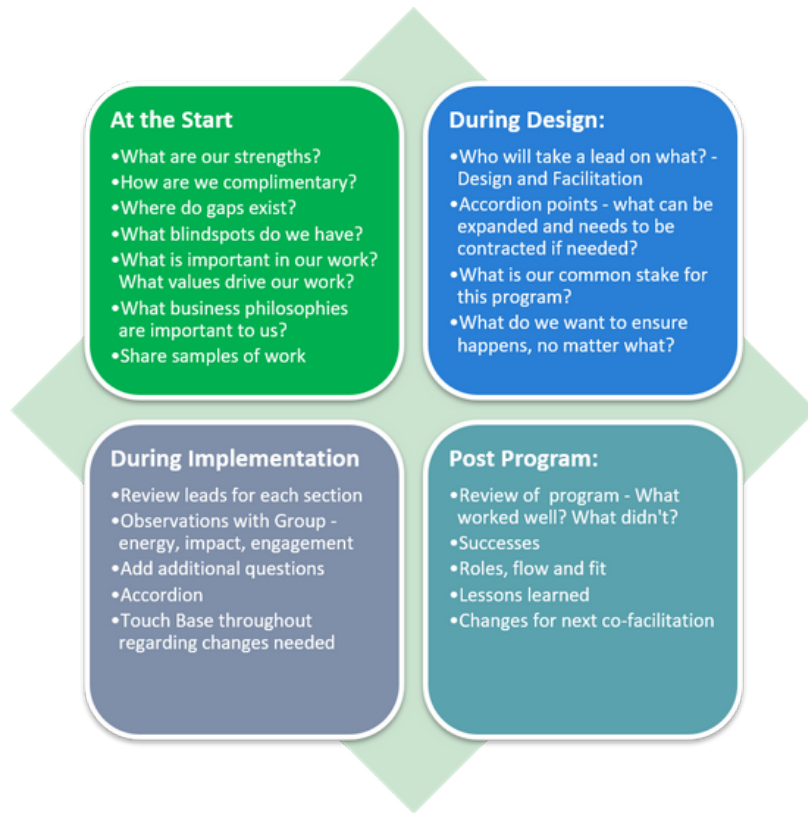 At the Start
•What are our strengths?
•How are we complimentary?
•Where do gaps exist?
•What blindspots do we have?
•What is important in our work?
What values drive our work?
•What business philosophies
are important to us?
•Share samples of work
During Design:
•Who will take a lead on what? -
Design and Facilitation
•Accordion points - what can be
expanded and needs to be
contracted if needed?
•What is our common stake for
this program?
•What do we want to ensure
happens, no matter what?
During Implementation
•Review leads for each section
•Observations with Group -
energy, impact, engagement
•Add additional questions
•Accordion
•Touch Base throughout
regarding changes needed
Post Program:
•Review of  program - What
worked well? What didn't?
•Successes
•Roles, flow and fit
•Lessons learned
•Changes for next co-facilitation